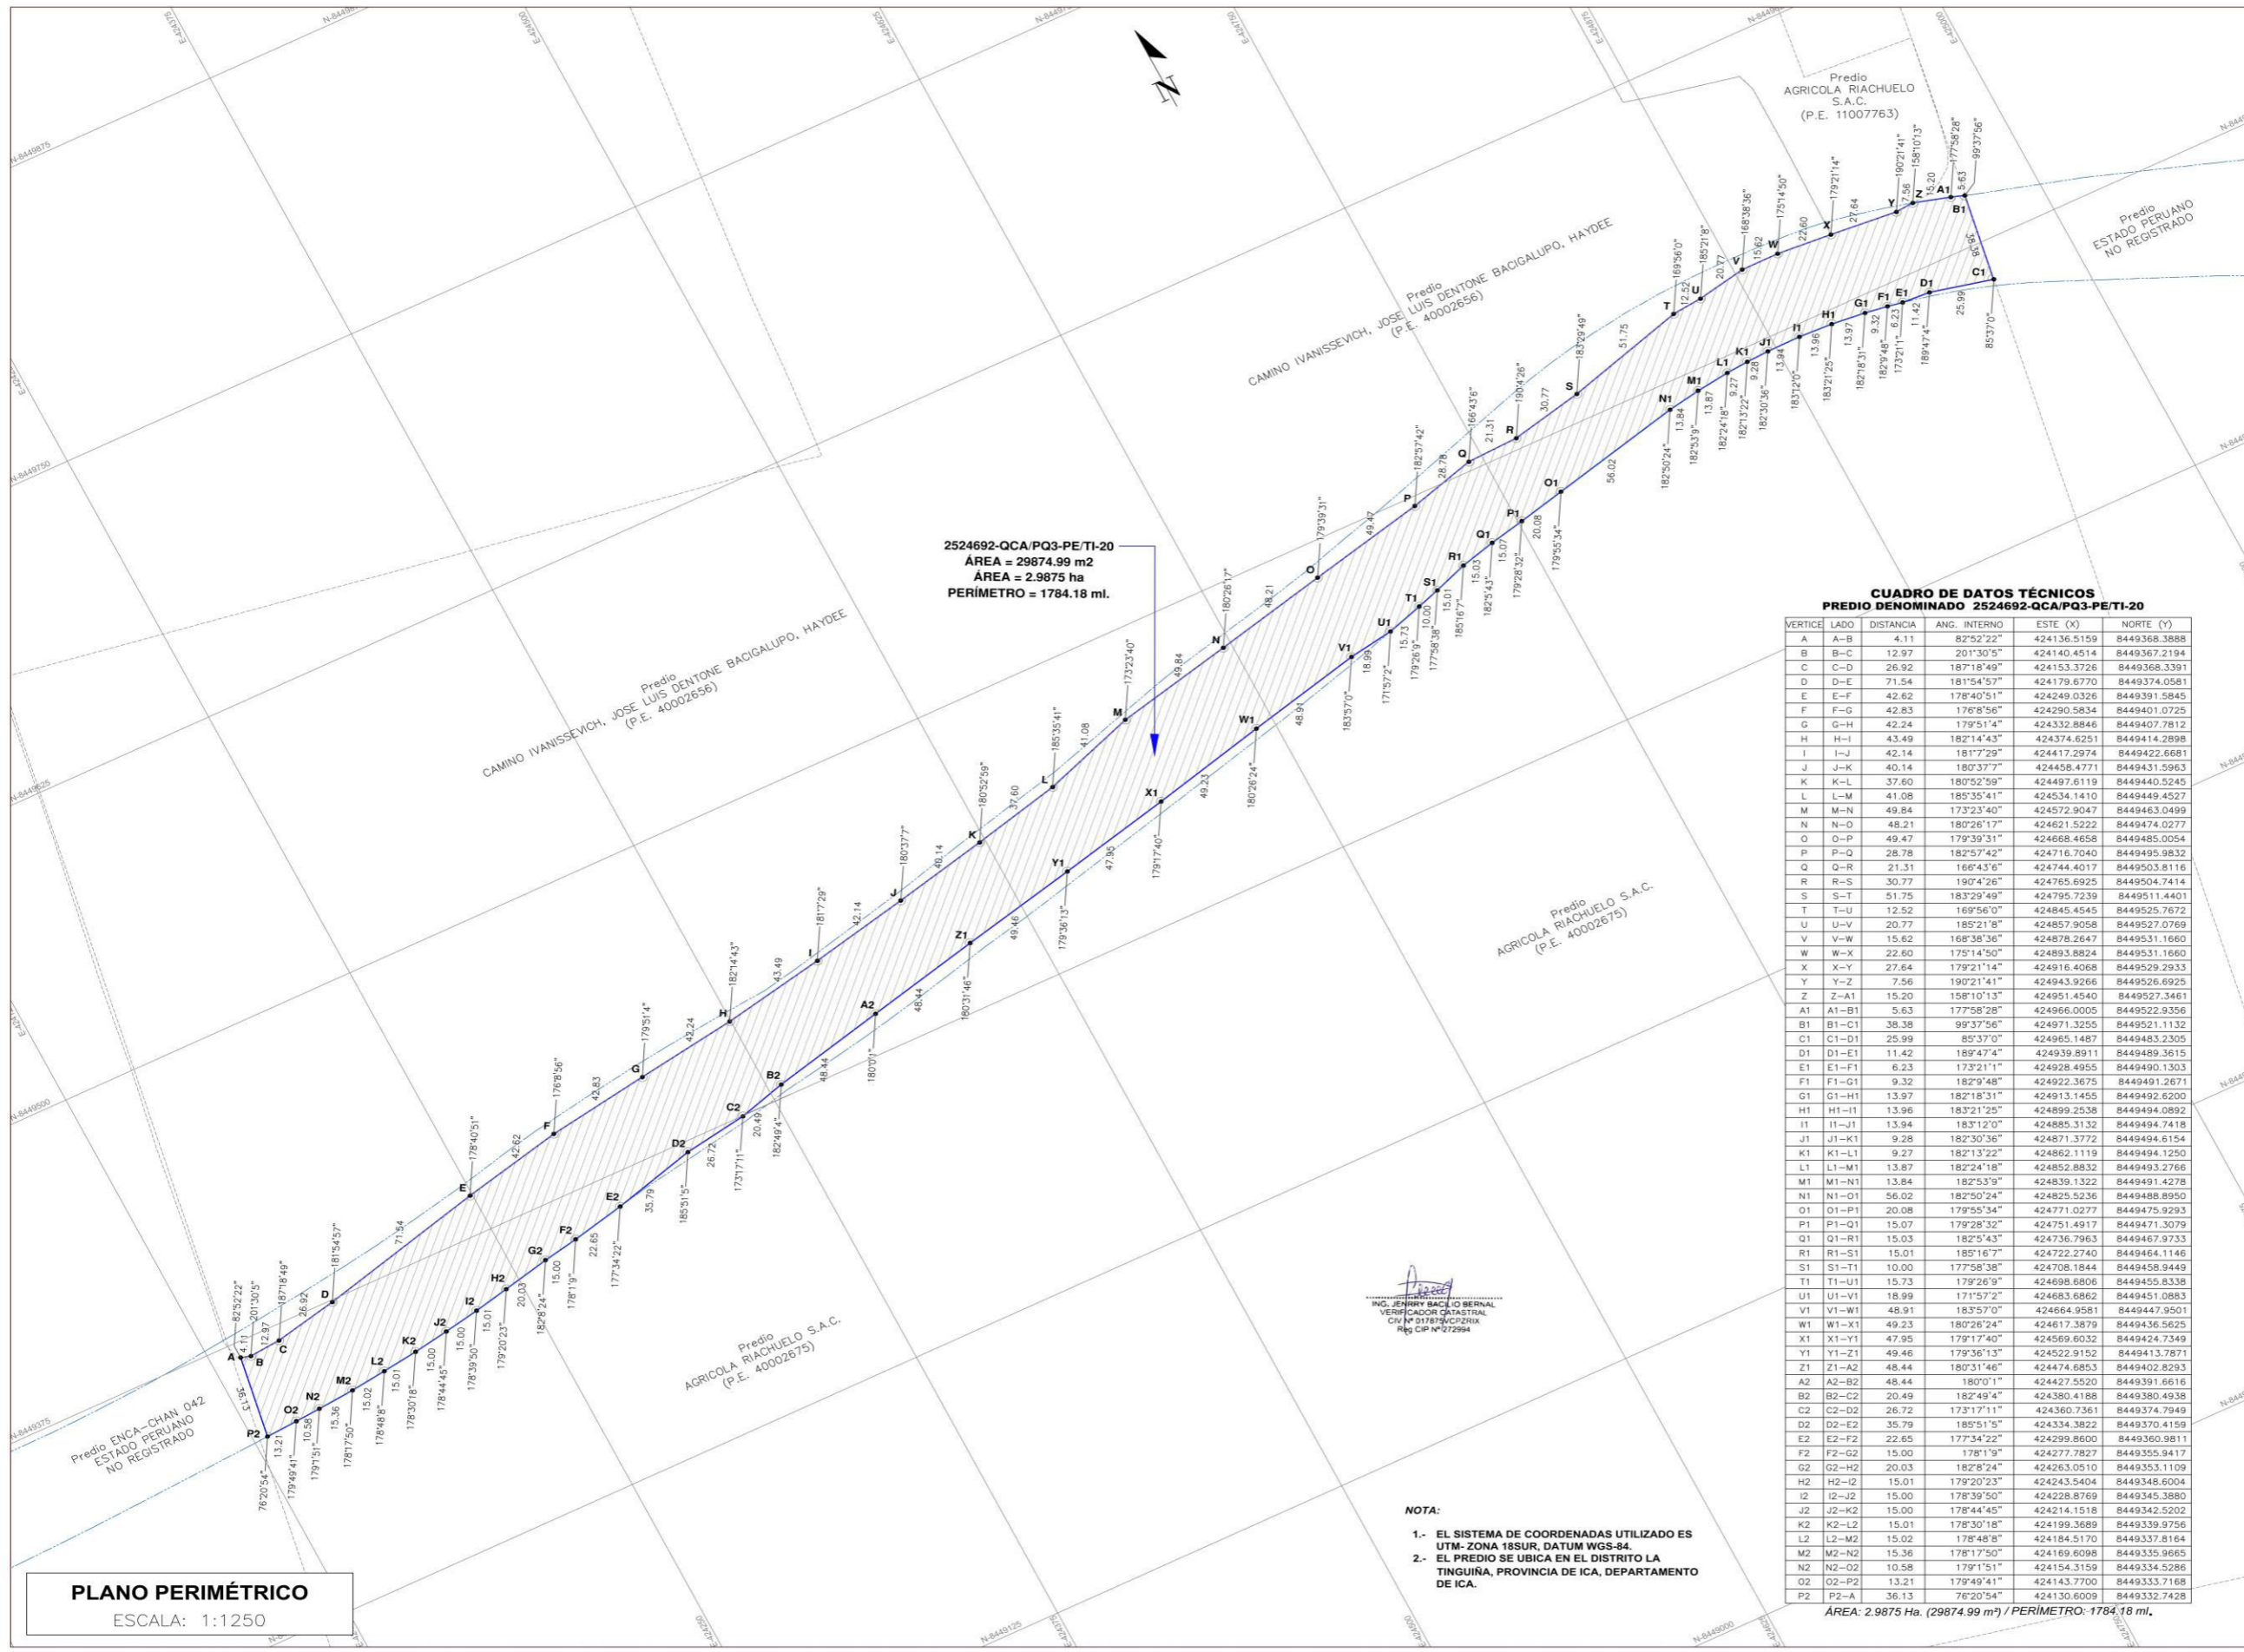 Predio
AGRICOLA RIACHUELO
S.A.C.
(P.E. 11007763)
Predio
ESTADO PERUANO
NO REGISTRADO
Predio
CAMINO IVANISSEVICH, JOSE LUIS DENTONE BACIGALUPO, HAYDEE
(P.E. 40002656)
2524692-QCA/PQ3-PE/TI-20
ÁREA = 29874.99 m2
ÁREA = 2.9875 ha
PERÍMETRO = 1784.18 ml.
Predio
CAMINO IVANISSEVICH, JOSE LUIS DENTONE BACIGALUPO, HAYDEE
(P.E. 40002656)
Predio
AGRICOLA RIACHUELO S.A.C.
(P.E. 40002675)
Predio
AGRICOLA RIACHUELO S.A.C.
(P.E. 40002675)
Predio ENCA-CHAN 042
ESTADO PERUANO
NO REGISTRADO
CUADRO DE DATOS TÉCNICOS
PREDIO DENOMINADO 2524692-QCA/PQ3-PE/TI-20
VERTICE LADO DISTANCIA ANG. INTERNO ESTE (X) NORTE (Y)
A A-B 4.11 82°52'22" 424136.5159 8449368.3888
B B-C 12.97 201°30'5" 424140.4514 8449367.2194
C C-D 26.92 187°18'49" 424153.3726 8449368.3391
D D-E 71.54 181°54'57" 424179.6770 8449374.0581
E E-F 42.62 178°40'51" 424249.0326 8449391.5845
F F-G 42.83 176°8'56" 424290.5834 8449401.0725
G G-H 42.24 179°51'4" 424332.8846 8449407.7812
H H-I 43.49 182°14'43" 424374.6251 8449414.2898
I I-J 42.14 181°7'29" 424417.2974 8449422.6681
J J-K 40.14 180°37'7" 424458.4771 8449431.5963
K K-L 37.60 180°52'59" 424497.6119 8449440.5245
L L-M 41.08 185°35'41" 424534.1410 8449449.4527
M M-N 49.84 173°23'40" 424572.9047 8449463.0499
N N-O 48.21 180°26'17" 424621.5222 8449474.0277
O O-P 49.47 179°39'31" 424668.4658 8449485.0054
P P-Q 28.78 182°57'42" 424716.7040 8449495.9832
Q Q-R 21.31 166°43'6" 424744.4017 8449503.8116
R R-S 30.77 190°4'26" 424765.6925 8449504.7414
S S-T 51.75 183°29'49" 424795.7239 8449511.4401
T T-U 12.52 169°56'0" 424845.4545 8449525.7672
U U-V 20.77 185°21'8" 424857.9058 8449527.0769
V V-W 15.62 168°38'36" 424878.2647 8449531.1660
W W-X 22.60 175°14'50" 424893.8824 8449531.1660
X X-Y 27.64 179°21'14" 424916.4068 8449529.2933
Y Y-Z 7.56 190°21'41" 424943.9266 8449526.6925
Z Z-A1 15.20 158°10'13" 424951.4540 8449527.3461
A1 A1-B1 5.63 177°58'28" 424966.0005 8449522.9356
B1 B1-C1 38.38 99°37'56" 424971.3255 8449521.1132
C1 C1-D1 25.99 85°37'0" 424965.1487 8449483.2305
D1 D1-E1 11.42 189°47'4" 424939.8911 8449489.3615
E1 E1-F1 6.23 173°21'1" 424928.4955 8449490.1303
F1 F1-G1 9.32 182°9'48" 424922.3675 8449491.2671
G1 G1-H1 13.97 182°18'31" 424913.1455 8449492.6200
H1 H1-I1 13.96 183°21'25" 424899.2538 8449494.0892
I1 I1-J1 13.94 183°12'0" 424885.3132 8449494.7418
J1 J1-K1 9.28 182°30'36" 424871.3772 8449494.6154
K1 K1-L1 9.27 182°13'22" 424862.1119 8449494.1250
L1 L1-M1 13.87 182°24'18" 424852.8832 8449493.2766
M1 M1-N1 13.84 182°53'9" 424839.1322 8449491.4278
N1 N1-O1 56.02 182°50'24" 424825.5236 8449488.8950
O1 O1-P1 20.08 179°55'34" 424771.0277 8449475.9293
P1 P1-Q1 15.07 179°28'32" 424751.4917 8449471.3079
Q1 Q1-R1 15.03 182°5'43" 424736.7963 8449467.9733
R1 R1-S1 15.01 185°16'7" 424722.2740 8449464.1146
S1 S1-T1 10.00 177°58'38" 424708.1844 8449458.9449
T1 T1-U1 15.73 179°26'9" 424698.6806 8449455.8338
U1 U1-V1 18.99 171°57'2" 424683.6862 8449451.0883
V1 V1-W1 48.91 183°57'0" 424664.9581 8449447.9501
W1 W1-X1 49.23 180°26'24" 424617.3879 8449436.5625
X1 X1-Y1 47.95 179°17'40" 424569.6032 8449424.7349
Y1 Y1-Z1 49.46 179°36'13" 424522.9152 8449413.7871
Z1 Z1-A2 48.44 180°31'46" 424474.6853 8449402.8293
A2 A2-B2 48.44 180°0'1" 424427.5520 8449391.6616
B2 B2-C2 20.49 182°49'4" 424380.4188 8449380.4938
C2 C2-D2 26.72 173°17'11" 424360.7361 8449374.7949
D2 D2-E2 35.79 185°51'5" 424334.3822 8449370.4159
E2 E2-F2 22.65 177°34'22" 424299.8600 8449360.9811
F2 F2-G2 15.00 178°1'9" 424277.7827 8449355.9417
G2 G2-H2 20.03 182°8'24" 424263.0510 8449353.1109
H2 H2-I2 15.01 179°20'23" 424243.5404 8449348.6004
I2 I2-J2 15.00 178°39'50" 424228.8769 8449345.3880
J2 J2-K2 15.00 178°44'45" 424214.1518 8449342.5202
K2 K2-L2 15.01 178°30'18" 424199.3689 8449339.9756
L2 L2-M2 15.02 178°48'8" 424184.5170 8449337.8164
M2 M2-N2 15.36 178°17'50" 424169.6098 8449335.9665
N2 N2-O2 10.58 179°1'51" 424154.3159 8449334.5286
O2 O2-P2 13.21 179°49'41" 424143.7700 8449333.7168
P2 P2-A 36.13 76°20'54" 424130.6009 8449332.7428
ÁREA: 2.9875 Ha. (29874.99 m²) / PERÍMETRO: 1784.18 ml.
ING. JENRRY BACILIO BERNAL
VERIFICADOR CATASTRAL
CIV Nº 017875VCPZRIX
Reg CIP Nº 272994
NOTA:
1.- EL SISTEMA DE COORDENADAS UTILIZADO ES
UTM- ZONA 18SUR, DATUM WGS-84.
2.- EL PREDIO SE UBICA EN EL DISTRITO LA
TINGUIÑA, PROVINCIA DE ICA, DEPARTAMENTO
DE ICA.
PLANO PERIMÉTRICO
ESCALA: 1:1250